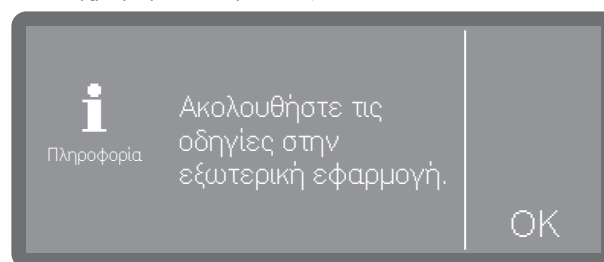 Πληροφορία
Ακολουθήστε τις
οδηγίες στην
εξωτερική εφαρμογή.
OK